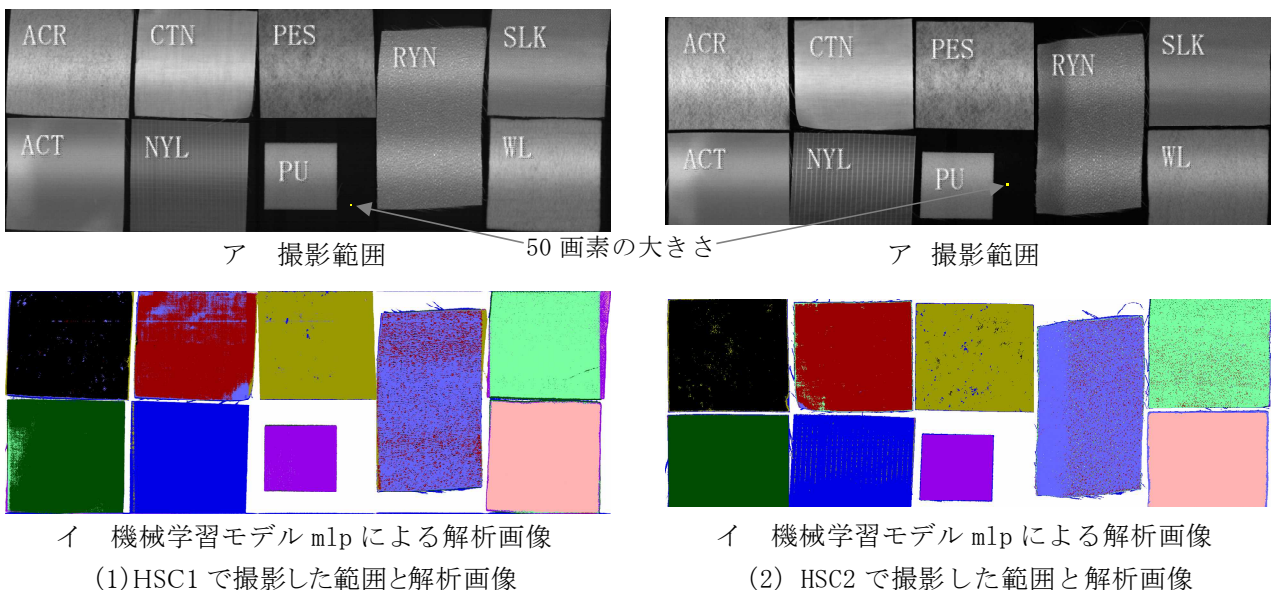 ACR CTN PES RYN SLK
ACT NYL PU WL
ACR CTN PES RYN SLK
ACT NYL PU WL
ア 撮影範囲
50 画素の大きさ
ア 撮影範囲
イ 機械学習モデル mlp による解析画像
(1)HSC1 で撮影した範囲と解析画像
イ 機械学習モデル mlp による解析画像
(2) HSC2 で撮影した範囲と解析画像